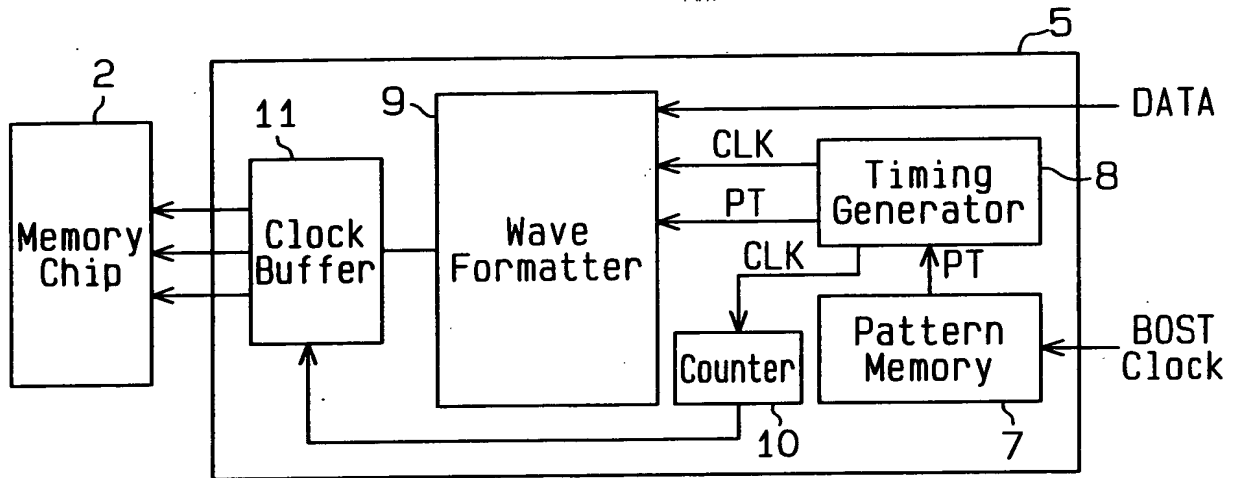 5
2
9
DATA
11
CLK
Timing
Generator
8
PT
Memory
Chip
Clock
Buffer
Wave
Formatter
CLK
PT
Counter
Pattern
Memory
BOST
Clock
10
7